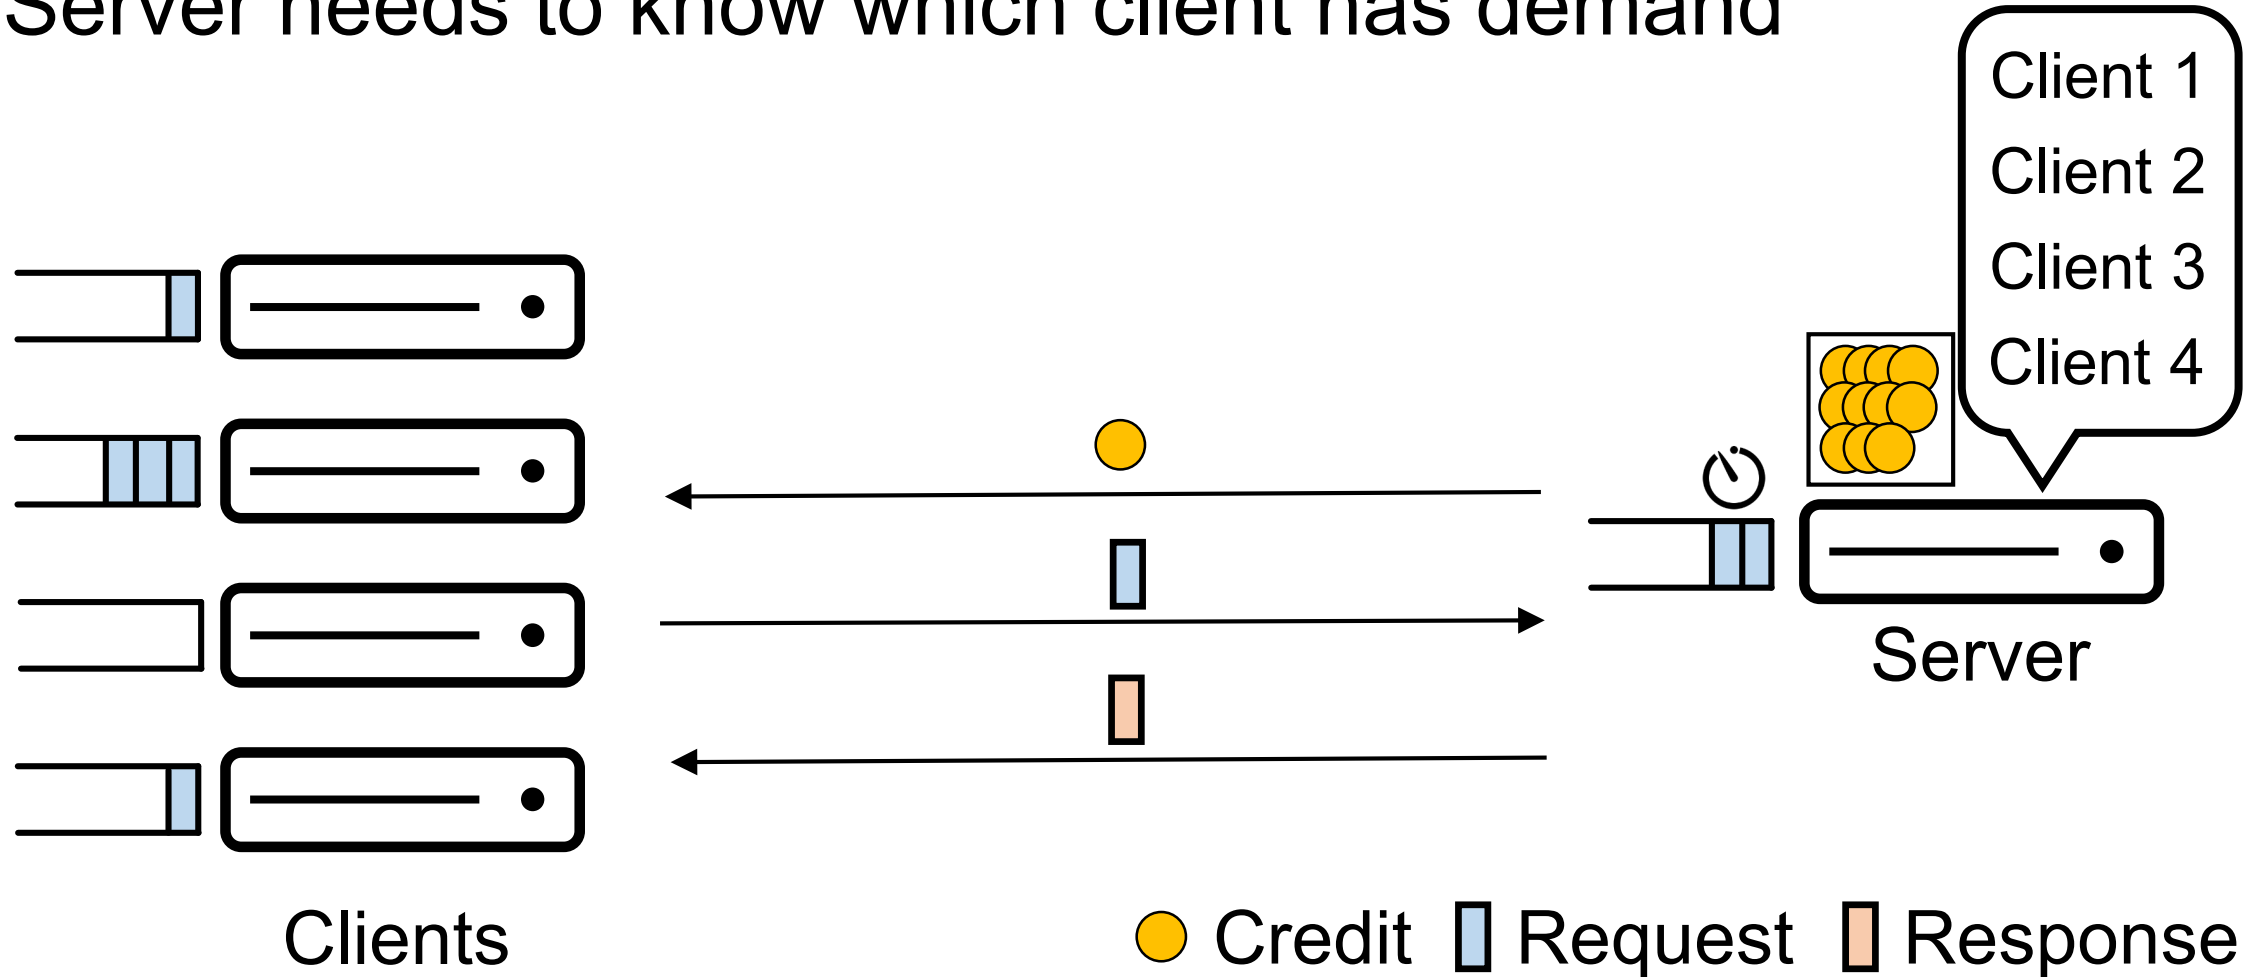 Server needs to know which client has demand
Client 1
Client 2
Client 3
Client 4
Server
Clients
Credit Request Response